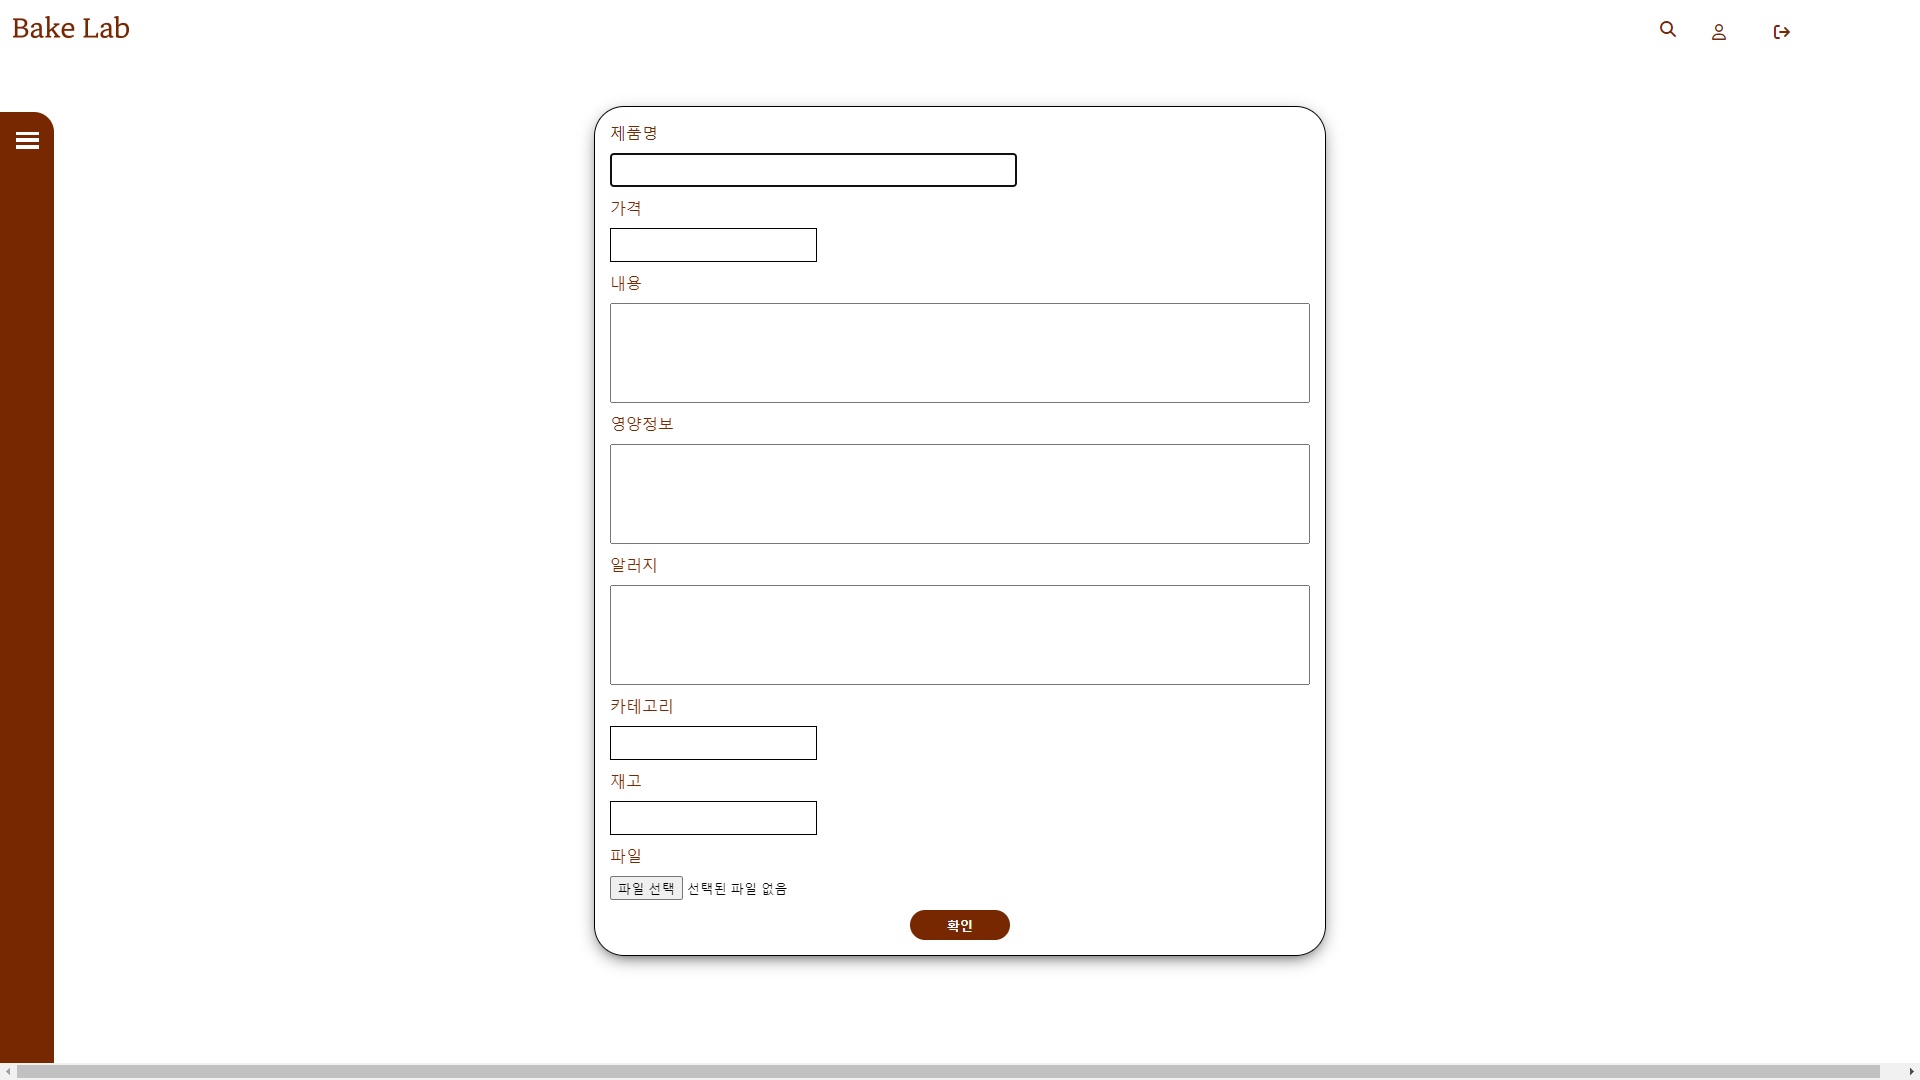 Bake Lab
제품명
가격
내용
영양정보
알러지
카테고리
재고
파일
파일 선택 선택된 파일 없음
확인